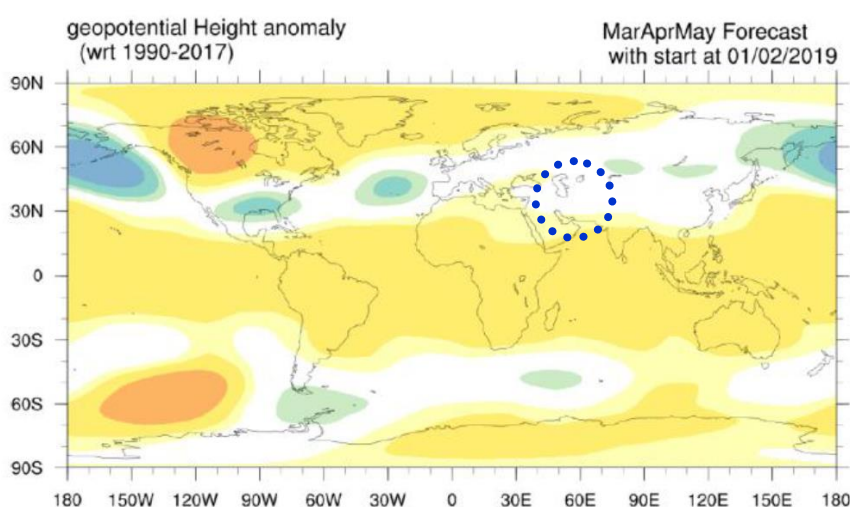 geopotential Height anomaly
(wrt 1990-2017)
MarAprMay Forecast
with start at 01/02/2019
90N
60N
30N
0
30S
60S
90S
180 150W 120W 90W 60W 30W 0 30E 60E 90E 120E 150E 180